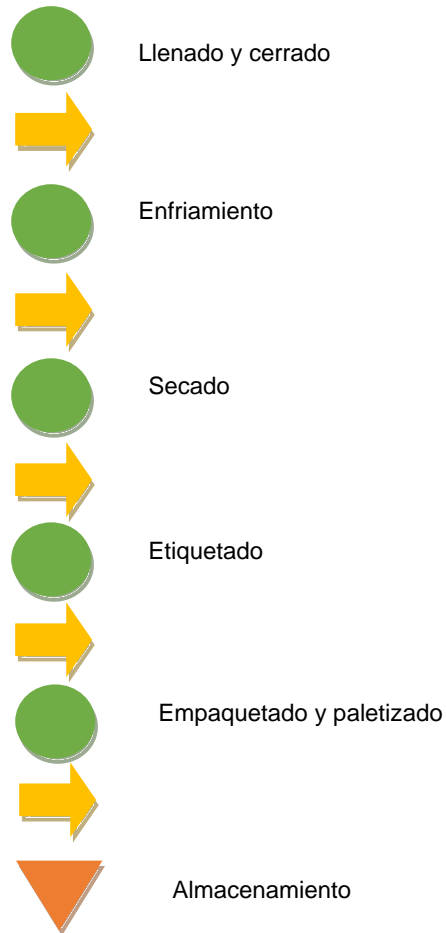 Llenado y cerrado
Enfriamiento
Secado
Etiquetado
Empaquetado y paletizado
Almacenamiento